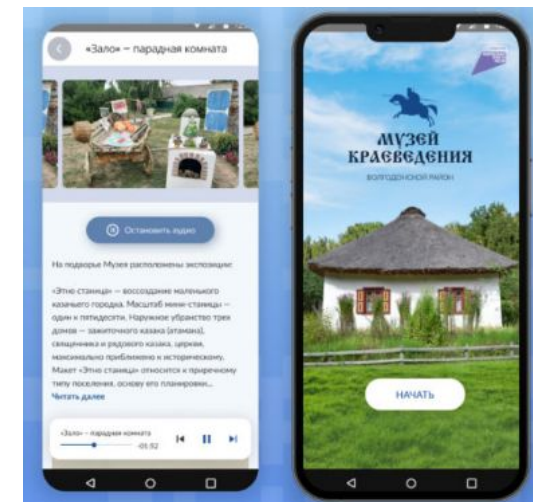 «Зало» – парадная комната
Остановить аудио
На подворье Музея расположены экспозиции:
«Этно станица» — воссоздание маленького
казачьего городка. Масштаб мини-станицы —
один к пятидесяти. Наружное убранство трех
домов — зажиточного казака (атамана),
священника и рядового казака, церкви,
максимально приближено к историческому.
Макет «Этно станица» относится к приречному
типу поселения, основу его планировки...
Читать далее
«Зало» – парадная комната
-01:02
МУЗЕЙ
КРАЕВЕДЕНИЯ
ВОЛГОДОНСКОЙ РАЙОН
НАЧАТЬ